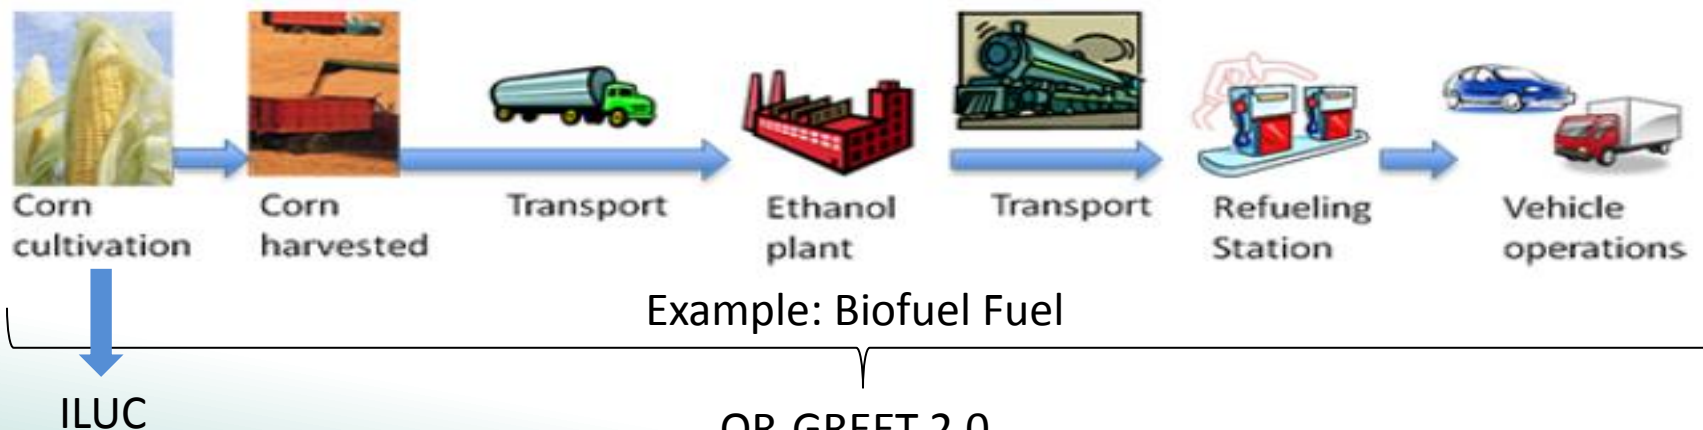 Corn
cultivation
Corn
harvested
Transport
Ethanol
plant
Transport
Refueling
Station
Vehicle
operations
Example: Biofuel Fuel
ILUC
OR-GREET 2.0